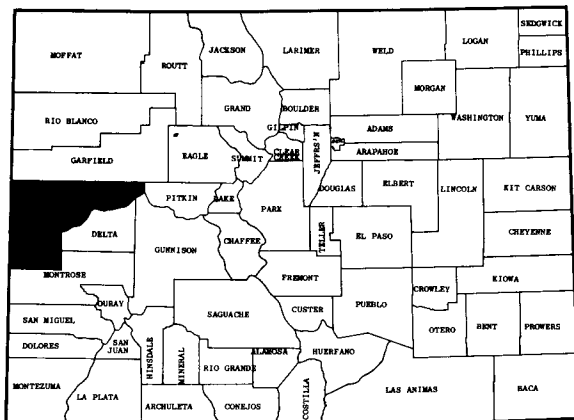 SEDGWICK
LOGAN
JACKSON
LARIMER
WELD
PHILLIPS
MOFFAT
ROUTT
MORGAN
GRAND
BOULDER
RIO BLANCO
WASHINGTON
YUMA
GILPIN
ADAMS
CLEAR
CREEK
JEFFRS'N
ARAPAHOE
GARFIELD
EAGLE
SUMMIT
DOUGLAS
ELBERT
LINCOLN
KIT CARSON
PITKIN
LAKE
PARK
TELLER
EL PASO
CHEYENNE
DELTA
GUNNISON
CHAFFEE
MONTROSE
FREMONT
KIOWA
CROWLEY
OURAY
SAGUACHE
CUSTER
PUEBLO
SAN MIGUEL
OTERO
BENT
PROWERS
DOLORES
SAN
JUAN
HINSDALE
MINERAL
RIO GRANDE
ALAMOSA
HUERFANO
MONTEZUMA
LA PLATA
ARCHULETA
CONEJOS
COSTILLA
LAS ANIMAS
BACA